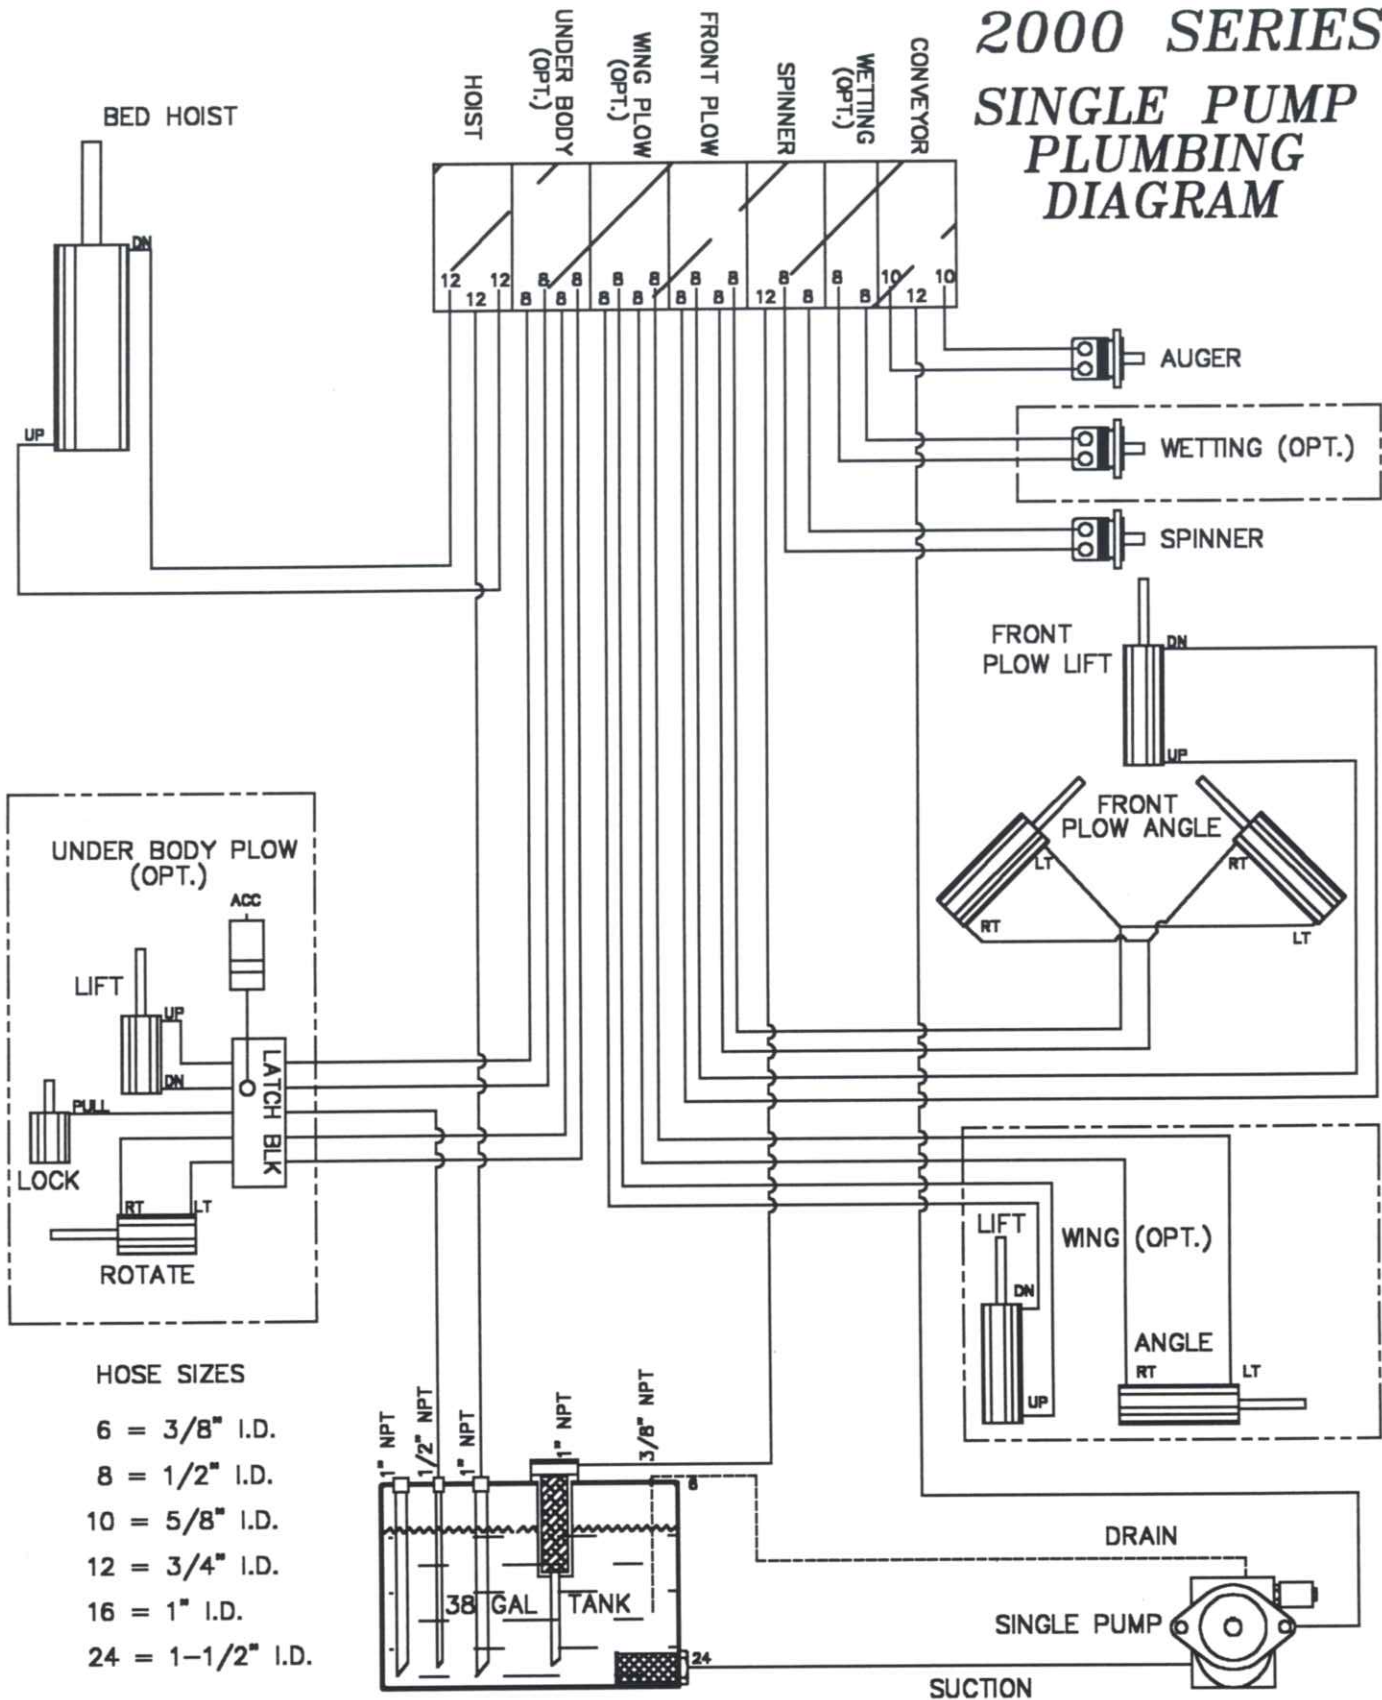 2000 SERIES
SINGLE PUMP
PLUMBING
DIAGRAM
HOIST
UNDER BODY
(OPT.)
WING PLOW
(OPT.)
FRONT PLOW
SPINNER
WETTING
(OPT.)
CONVEYOR
12 12 8 8 8 8 8 8 8 8 10 10
12 8 8 8 8 8 8 12 8 8 12
BED HOIST
DN
UP
AUGER
WETTING (OPT.)
SPINNER
FRONT
PLOW LIFT
DN
UP
FRONT
PLOW ANGLE
LT
RT
RT
LT
UNDER BODY PLOW
(OPT.)
ACC
LIFT
UP
DN
PULL
LOCK
LATCH BLK
RT
LT
ROTATE
LIFT
WING (OPT.)
DN
UP
ANGLE
RT
LT
HOSE SIZES
6 = 3/8" I.D.
8 = 1/2" I.D.
10 = 5/8" I.D.
12 = 3/4" I.D.
16 = 1" I.D.
24 = 1-1/2" I.D.
1" NPT
1/2" NPT
1" NPT
1" NPT
3/8" NPT
6
38 GAL TANK
24
DRAIN
SINGLE PUMP
SUCTION